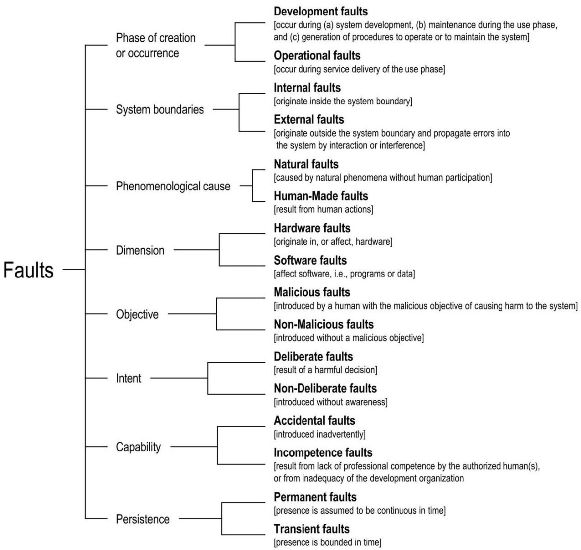 Faults
Phase of creation
or occurrence
Development faults
[occur during (a) system development, (b) maintenance during the use phase,
and (c) generation of procedures to operate or to maintain the system]
Operational faults
[occur during service delivery of the use phase]
System boundaries
Internal faults
[originate inside the system boundary]
External faults
[originate outside the system boundary and propagate errors into
the system by interaction or interference]
Phenomenological cause
Natural faults
[caused by natural phenomena without human participation]
Human-Made faults
[result from human actions]
Dimension
Hardware faults
[originate in, or affect, hardware]
Software faults
[affect software, i.e., programs or data]
Objective
Malicious faults
[introduced by a human with the malicious objective of causing harm to the system]
Non-Malicious faults
[introduced without a malicious objective]
Intent
Deliberate faults
[result of a harmful decision]
Non-Deliberate faults
[introduced without awareness]
Capability
Accidental faults
[introduced inadvertently]
Incompetence faults
[result from lack of professional competence by the authorized human(s),
or from inadequacy of the development organization
Persistence
Permanent faults
[presence is assumed to be continuous in time]
Transient faults
[presence is bounded in time]